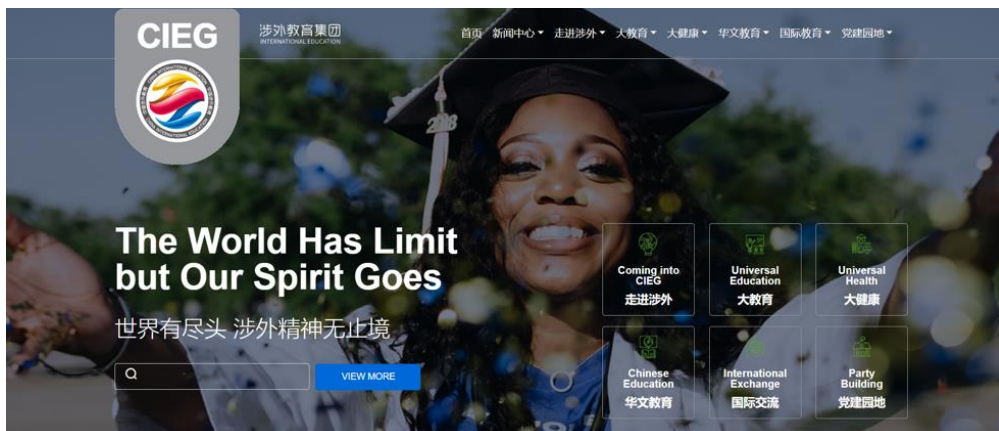 CIEG
涉外教育集团
INTERNATIONAL EDUCATION
首页 新闻中心 走进涉外 大教育 大健康 华文教育 国际教育 党建园地
The World Has Limit
but Our Spirit Goes
世界有尽头 涉外精神无止境
VIEW MORE
Coming into
CIEG
走进涉外
Universal
Education
大教育
Universal
Health
大健康
Chinese
Education
华文教育
International
Exchange
国际交流
Party
Building
党建园地